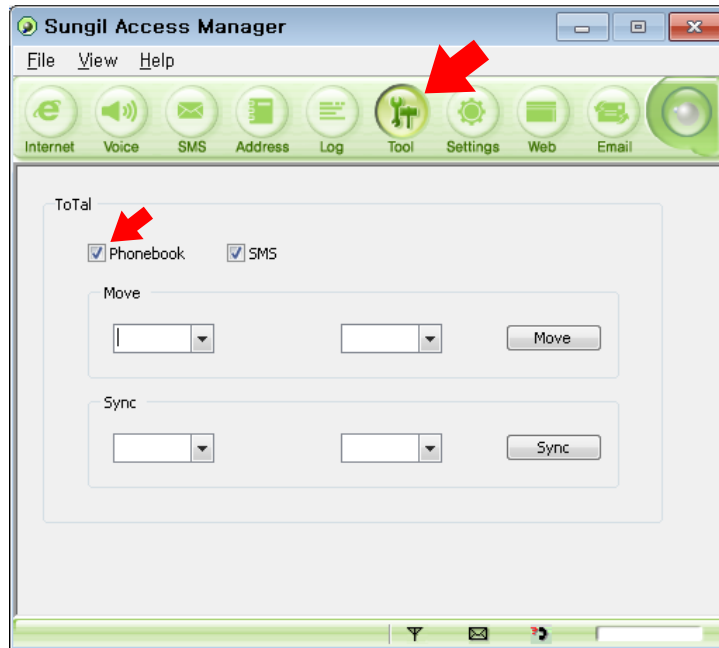 Sungil Access Manager
File View Help
Internet Voice SMS Address Log Tool Settings Web Email
ToTal
Phonebook SMS
Move
Move
Sync
Sync